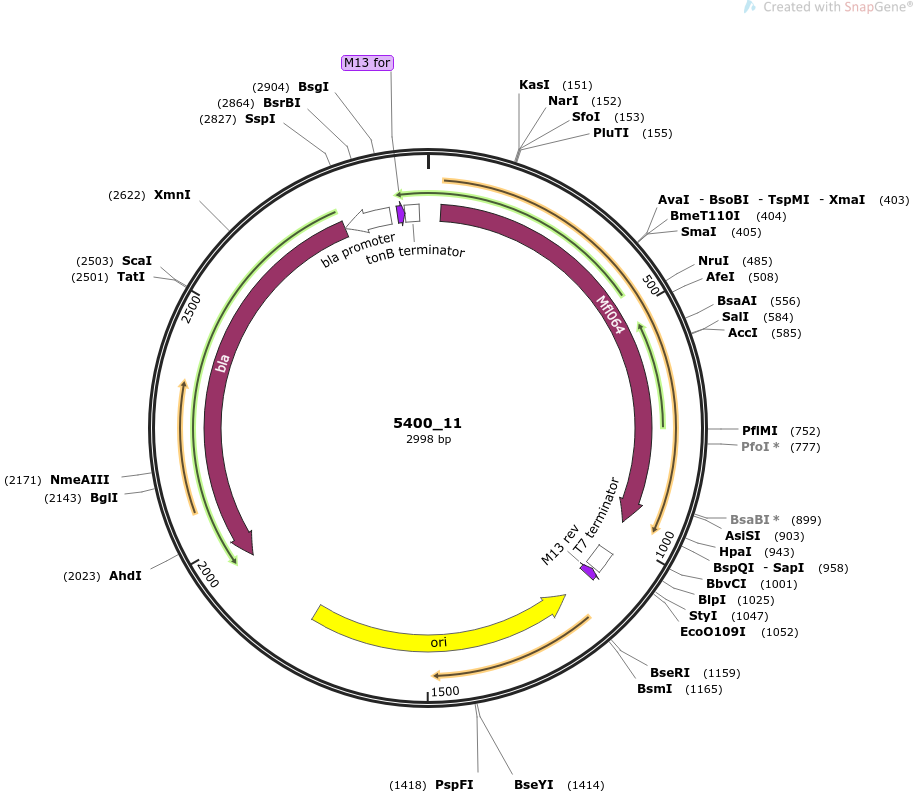 Created with SnapGene®
M13 for
(2904) BsgI
(2864) BsrBI
(2827) SspI
KasI (151)
NarI (152)
SfoI (153)
PluTI (155)
(2622) XmnI
AvaI - BsoBI - TspMI - XmaI (403)
BmeT110I (404)
SmaI (405)
bla promoter
tonB terminator
(2503) ScaI
(2501) TatI
NruI (485)
AfeI (508)
500
2500
BsaAI (556)
SalI (584)
AccI (585)
Mfl064
bla
5400_11
2998 bp
PflMI (752)
PfoI * (777)
(2171) NmeAIII
(2143) BglI
T7 terminator
M13 rev
BsaBI * (899)
AsiSI (903)
HpaI (943)
BspQI - SapI (958)
BbvCI (1001)
BlpI (1025)
StyI (1047)
EcoO109I (1052)
1000
(2023) AhdI
2000
ori
BseRI (1159)
BsmI (1165)
1500
(1418) PspFI
BseYI (1414)